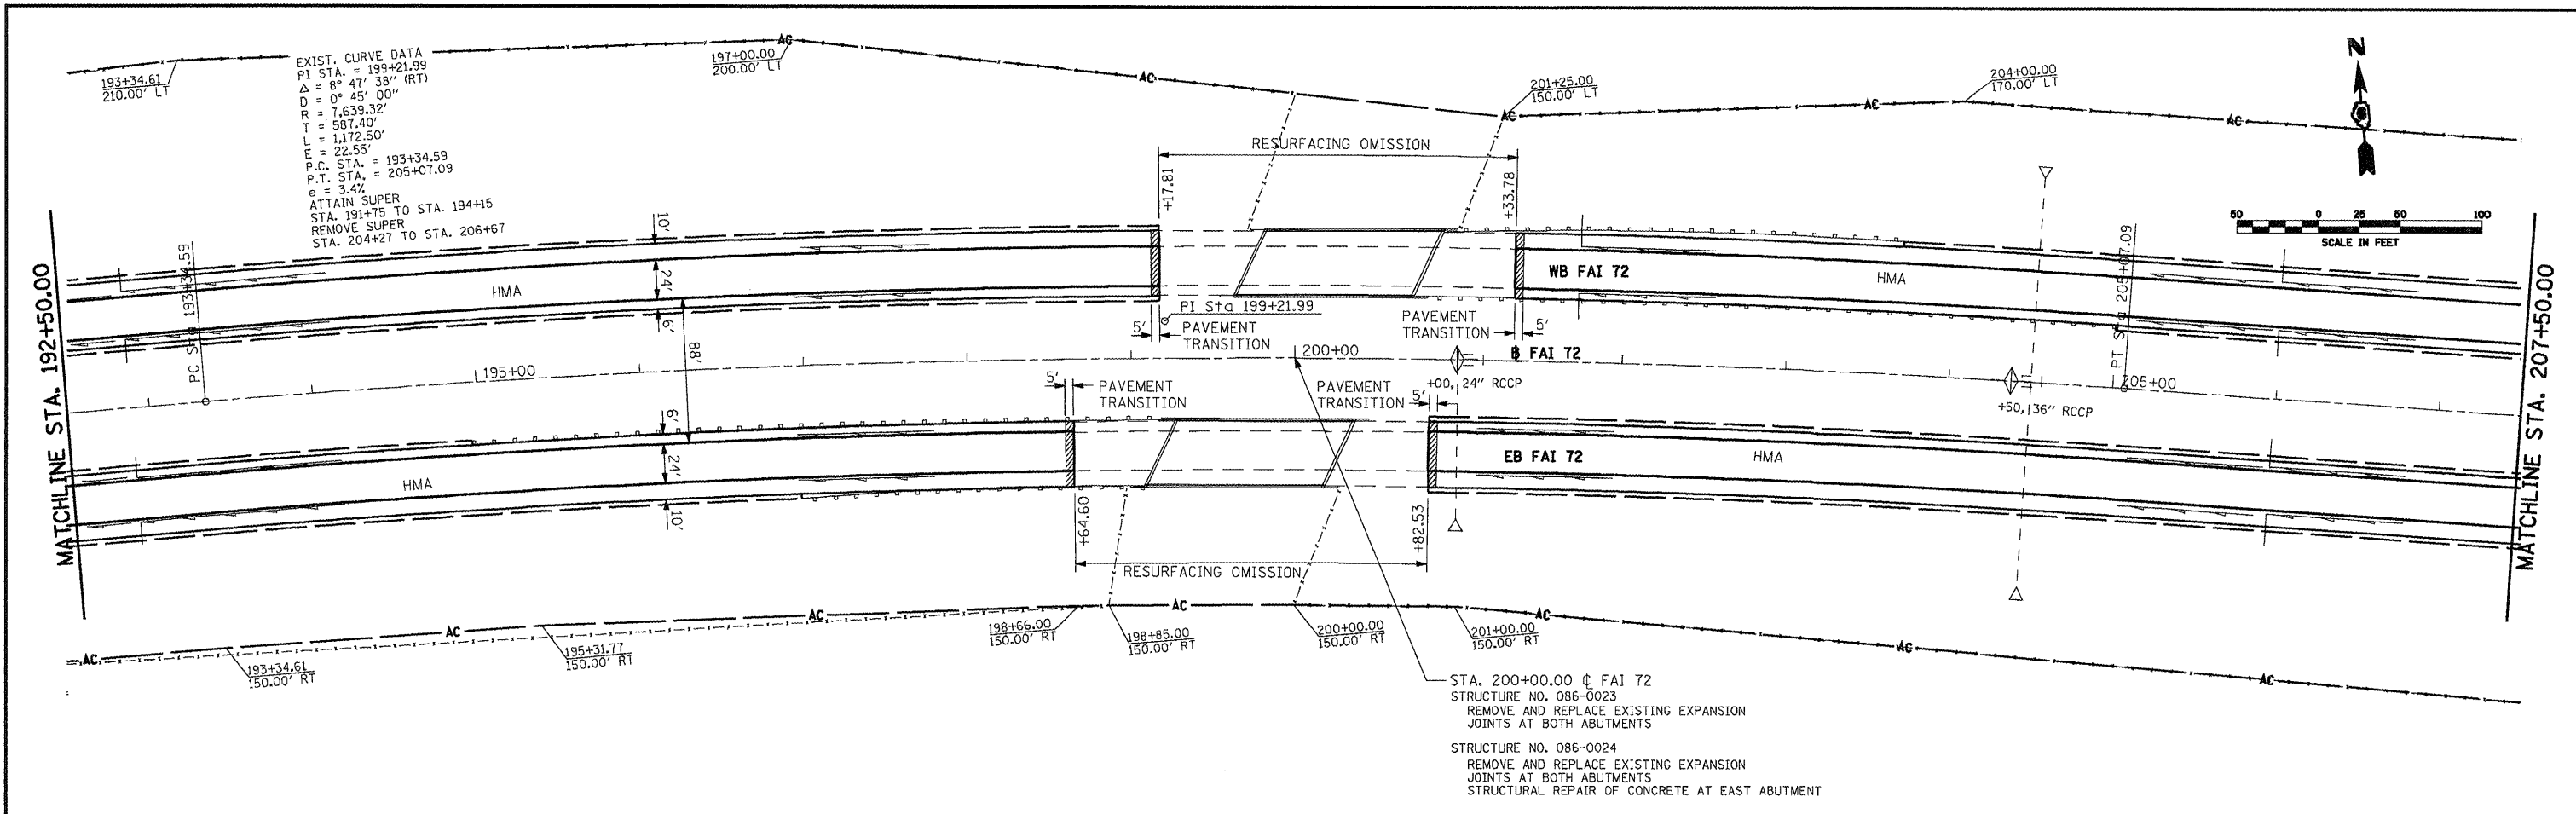 EXIST. CURVE DATA
PI STA. = 199+21.99
Δ = 8° 47' 38" (RT)
D = 0° 45' 00"
R = 7,639.32'
T = 587.40'
L = 1,172.50'
E = 22.55'
P.C. STA. = 193+34.59
P.T. STA. = 205+07.09
e = 3.4%
ATTAIN SUPER
STA. 191+75 TO STA. 194+15
REMOVE SUPER
STA. 204+27 TO STA. 206+67
193+34.61
210.00' LT
197+00.00
200.00' LT
AC
AC
201+25.00
150.00' LT
AC
AC
204+00.00
170.00' LT
AC
N
50 0 25 50 100
SCALE IN FEET
RESURFACING OMISSION
+17.81
+33.78
MATCHLINE STA. 192+50.00
PC Sta 193+34.59
10'
24'
6'
88'
HMA
WB FAI 72
HMA
PT Sta 205+07.09
MATCHLINE STA. 207+50.00
PI Sta 199+21.99
5'
PAVEMENT
TRANSITION
PAVEMENT
TRANSITION
5'
195+00
200+00
B FAI 72
205+00
+00, 24" RCCP
+50, 36" RCCP
5'
PAVEMENT
TRANSITION
PAVEMENT
TRANSITION
5'
6'
24'
10'
HMA
EB FAI 72
HMA
+64.60
+82.53
RESURFACING OMISSION
AC
AC
AC
AC
AC
AC
AC
193+34.61
150.00' RT
195+31.77
150.00' RT
198+66.00
150.00' RT
198+85.00
150.00' RT
200+00.00
150.00' RT
201+00.00
150.00' RT
STA. 200+00.00 ℄ FAI 72
STRUCTURE NO. 086-0023
REMOVE AND REPLACE EXISTING EXPANSION
JOINTS AT BOTH ABUTMENTS
STRUCTURE NO. 086-0024
REMOVE AND REPLACE EXISTING EXPANSION
JOINTS AT BOTH ABUTMENTS
STRUCTURAL REPAIR OF CONCRETE AT EAST ABUTMENT